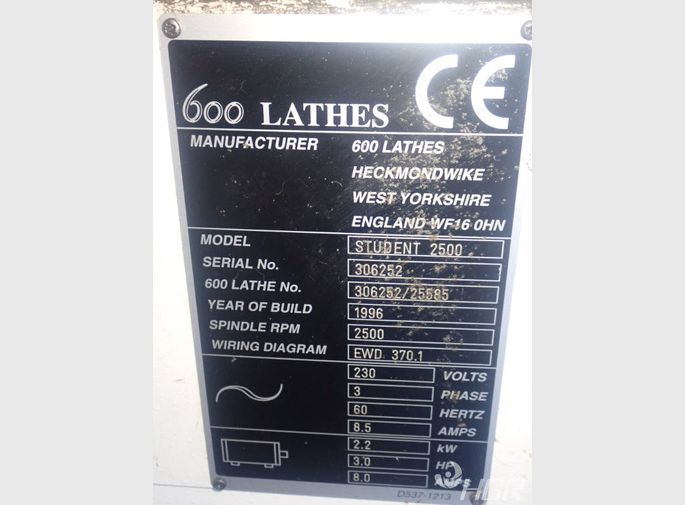 600 LATHES CE
MANUFACTURER 600 LATHES
HECKMONDWIKE
WEST YORKSHIRE
ENGLAND WF16 0HN
MODEL STUDENT 2500
SERIAL No. 306252
600 LATHE No. 306252/25585
YEAR OF BUILD 1996
SPINDLE RPM 2500
WIRING DIAGRAM EWD 370.1
230 VOLTS
3 PHASE
60 HERTZ
8.5 AMPS
2.2 kW
3.0 HP
8.0 AMPS
D537-1213
HGR